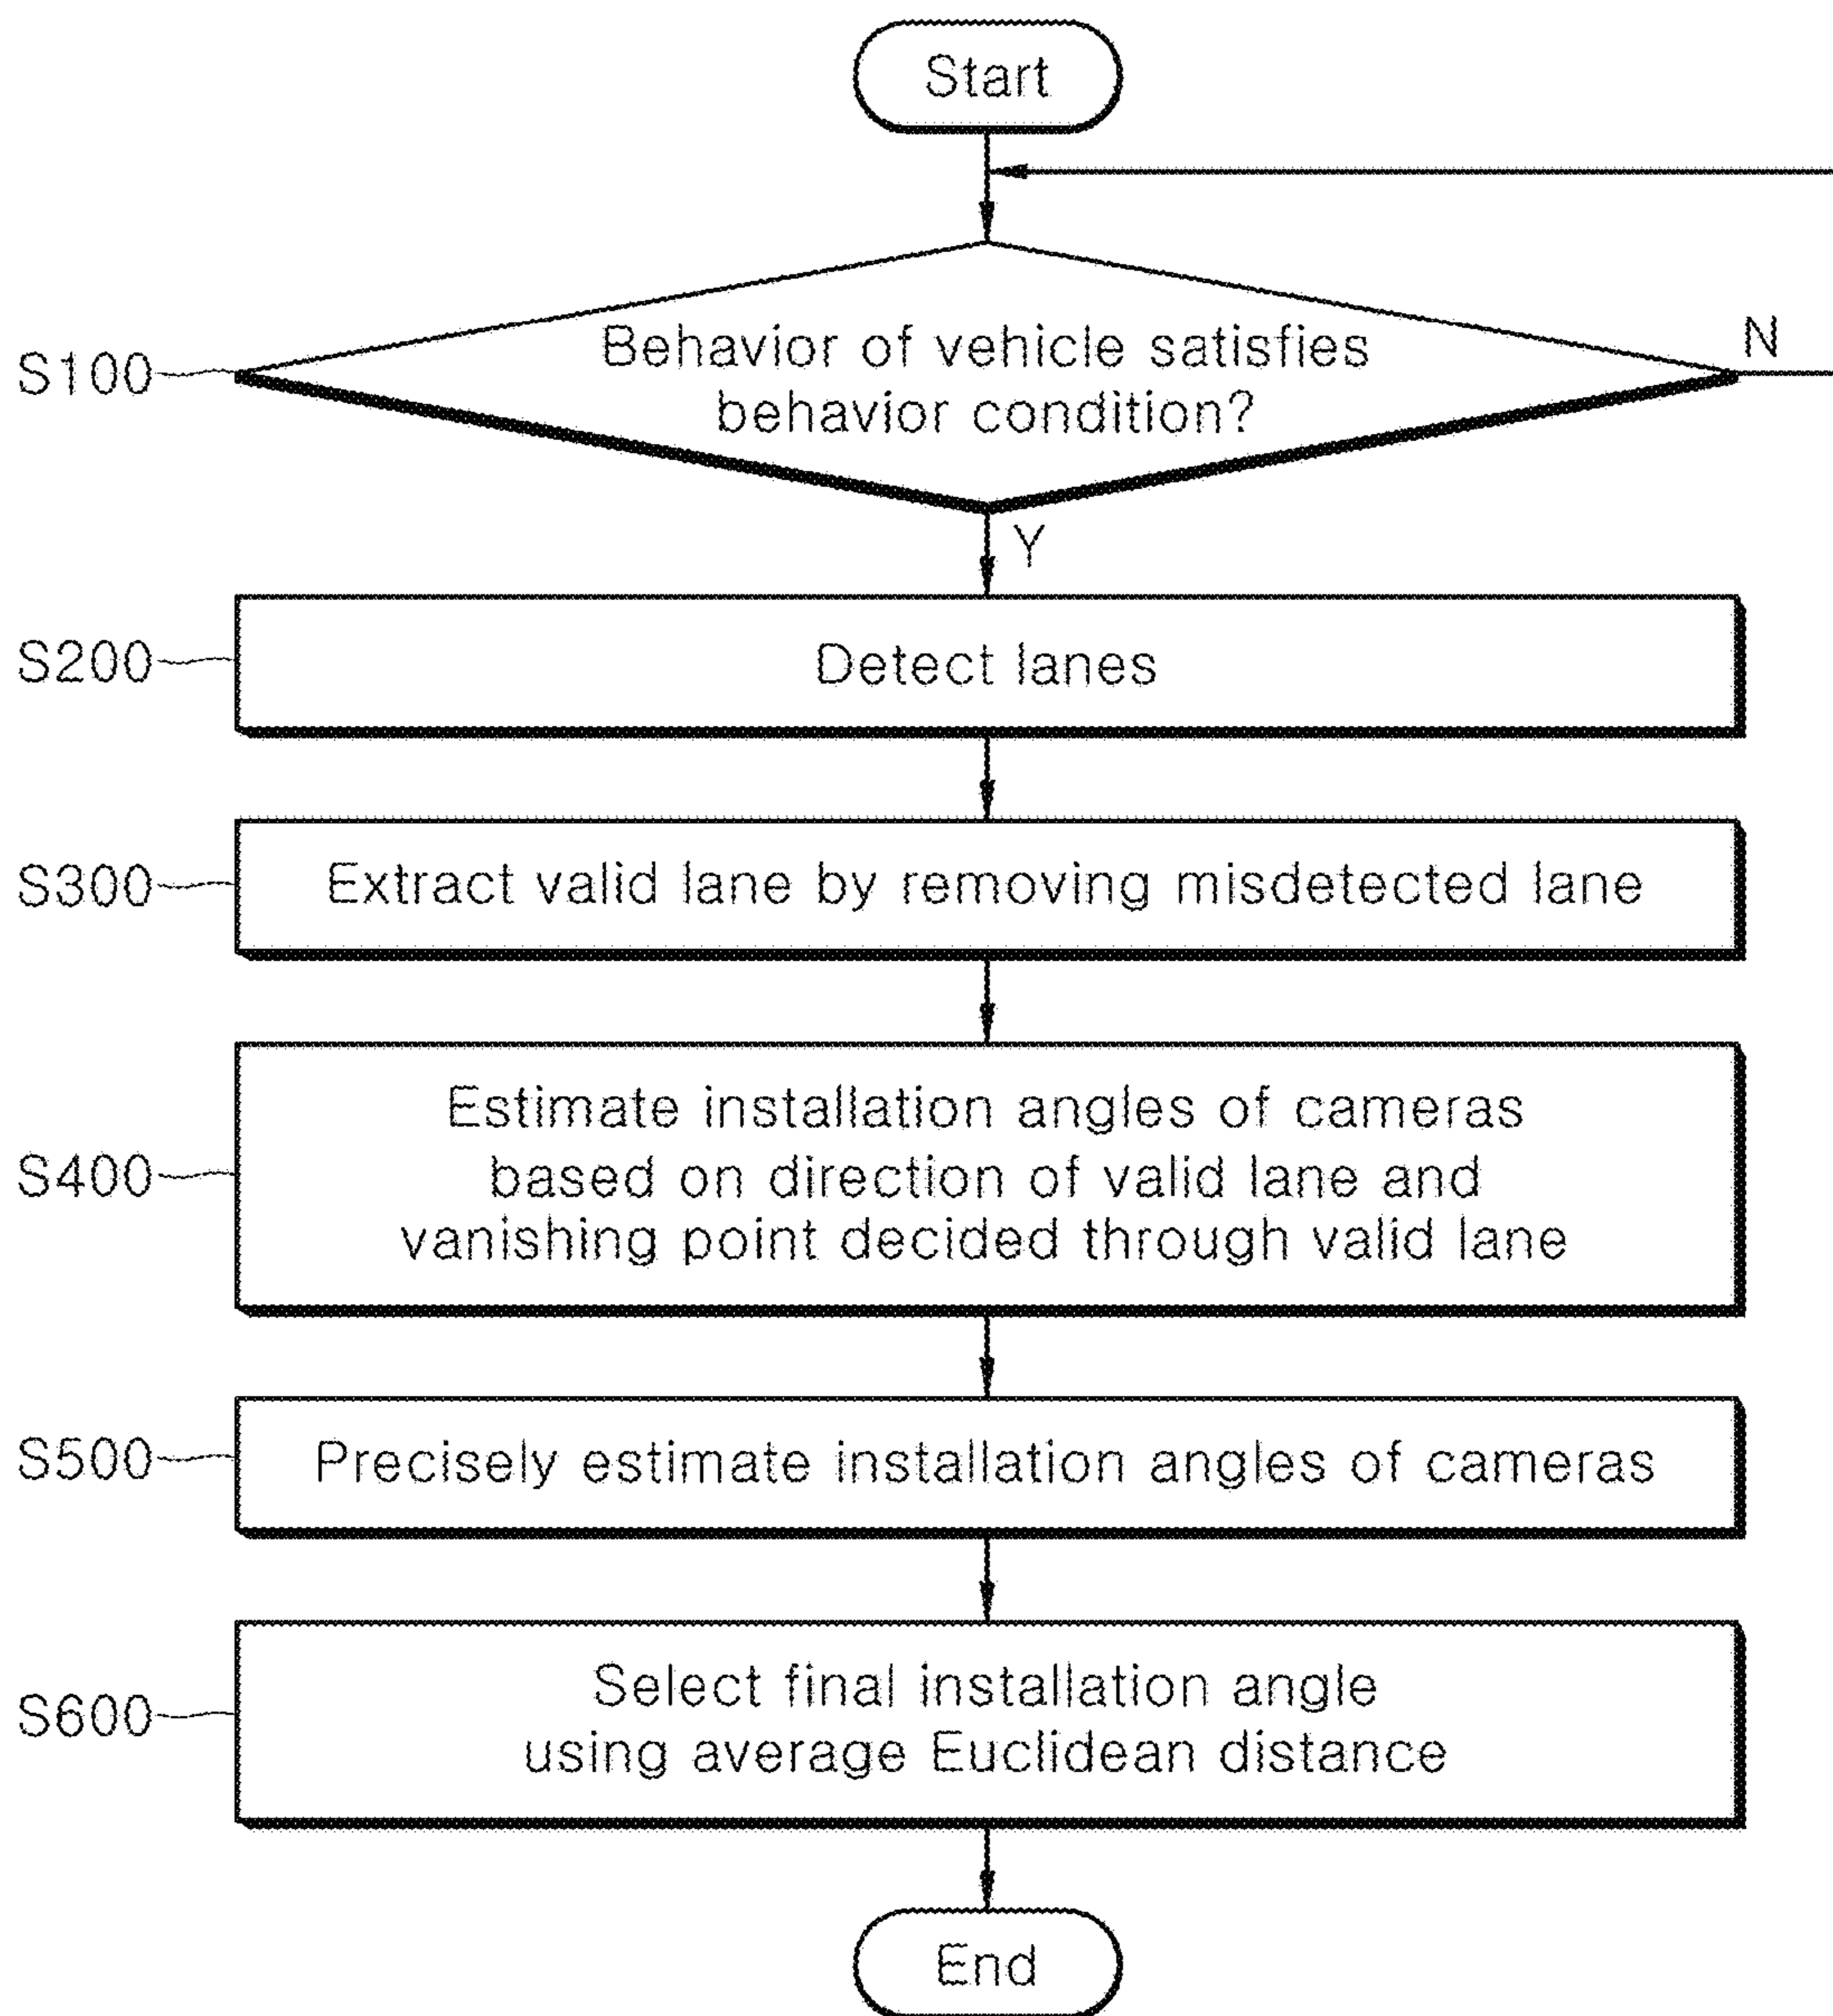 Start
S100
Behavior of vehicle satisfies
behavior condition?
N
Y
S200
Detect lanes
S300
Extract valid lane by removing misdetected lane
S400
Estimate installation angles of cameras
based on direction of valid lane and
vanishing point decided through valid lane
S500
Precisely estimate installation angles of cameras
S600
Select final installation angle
using average Euclidean distance
End